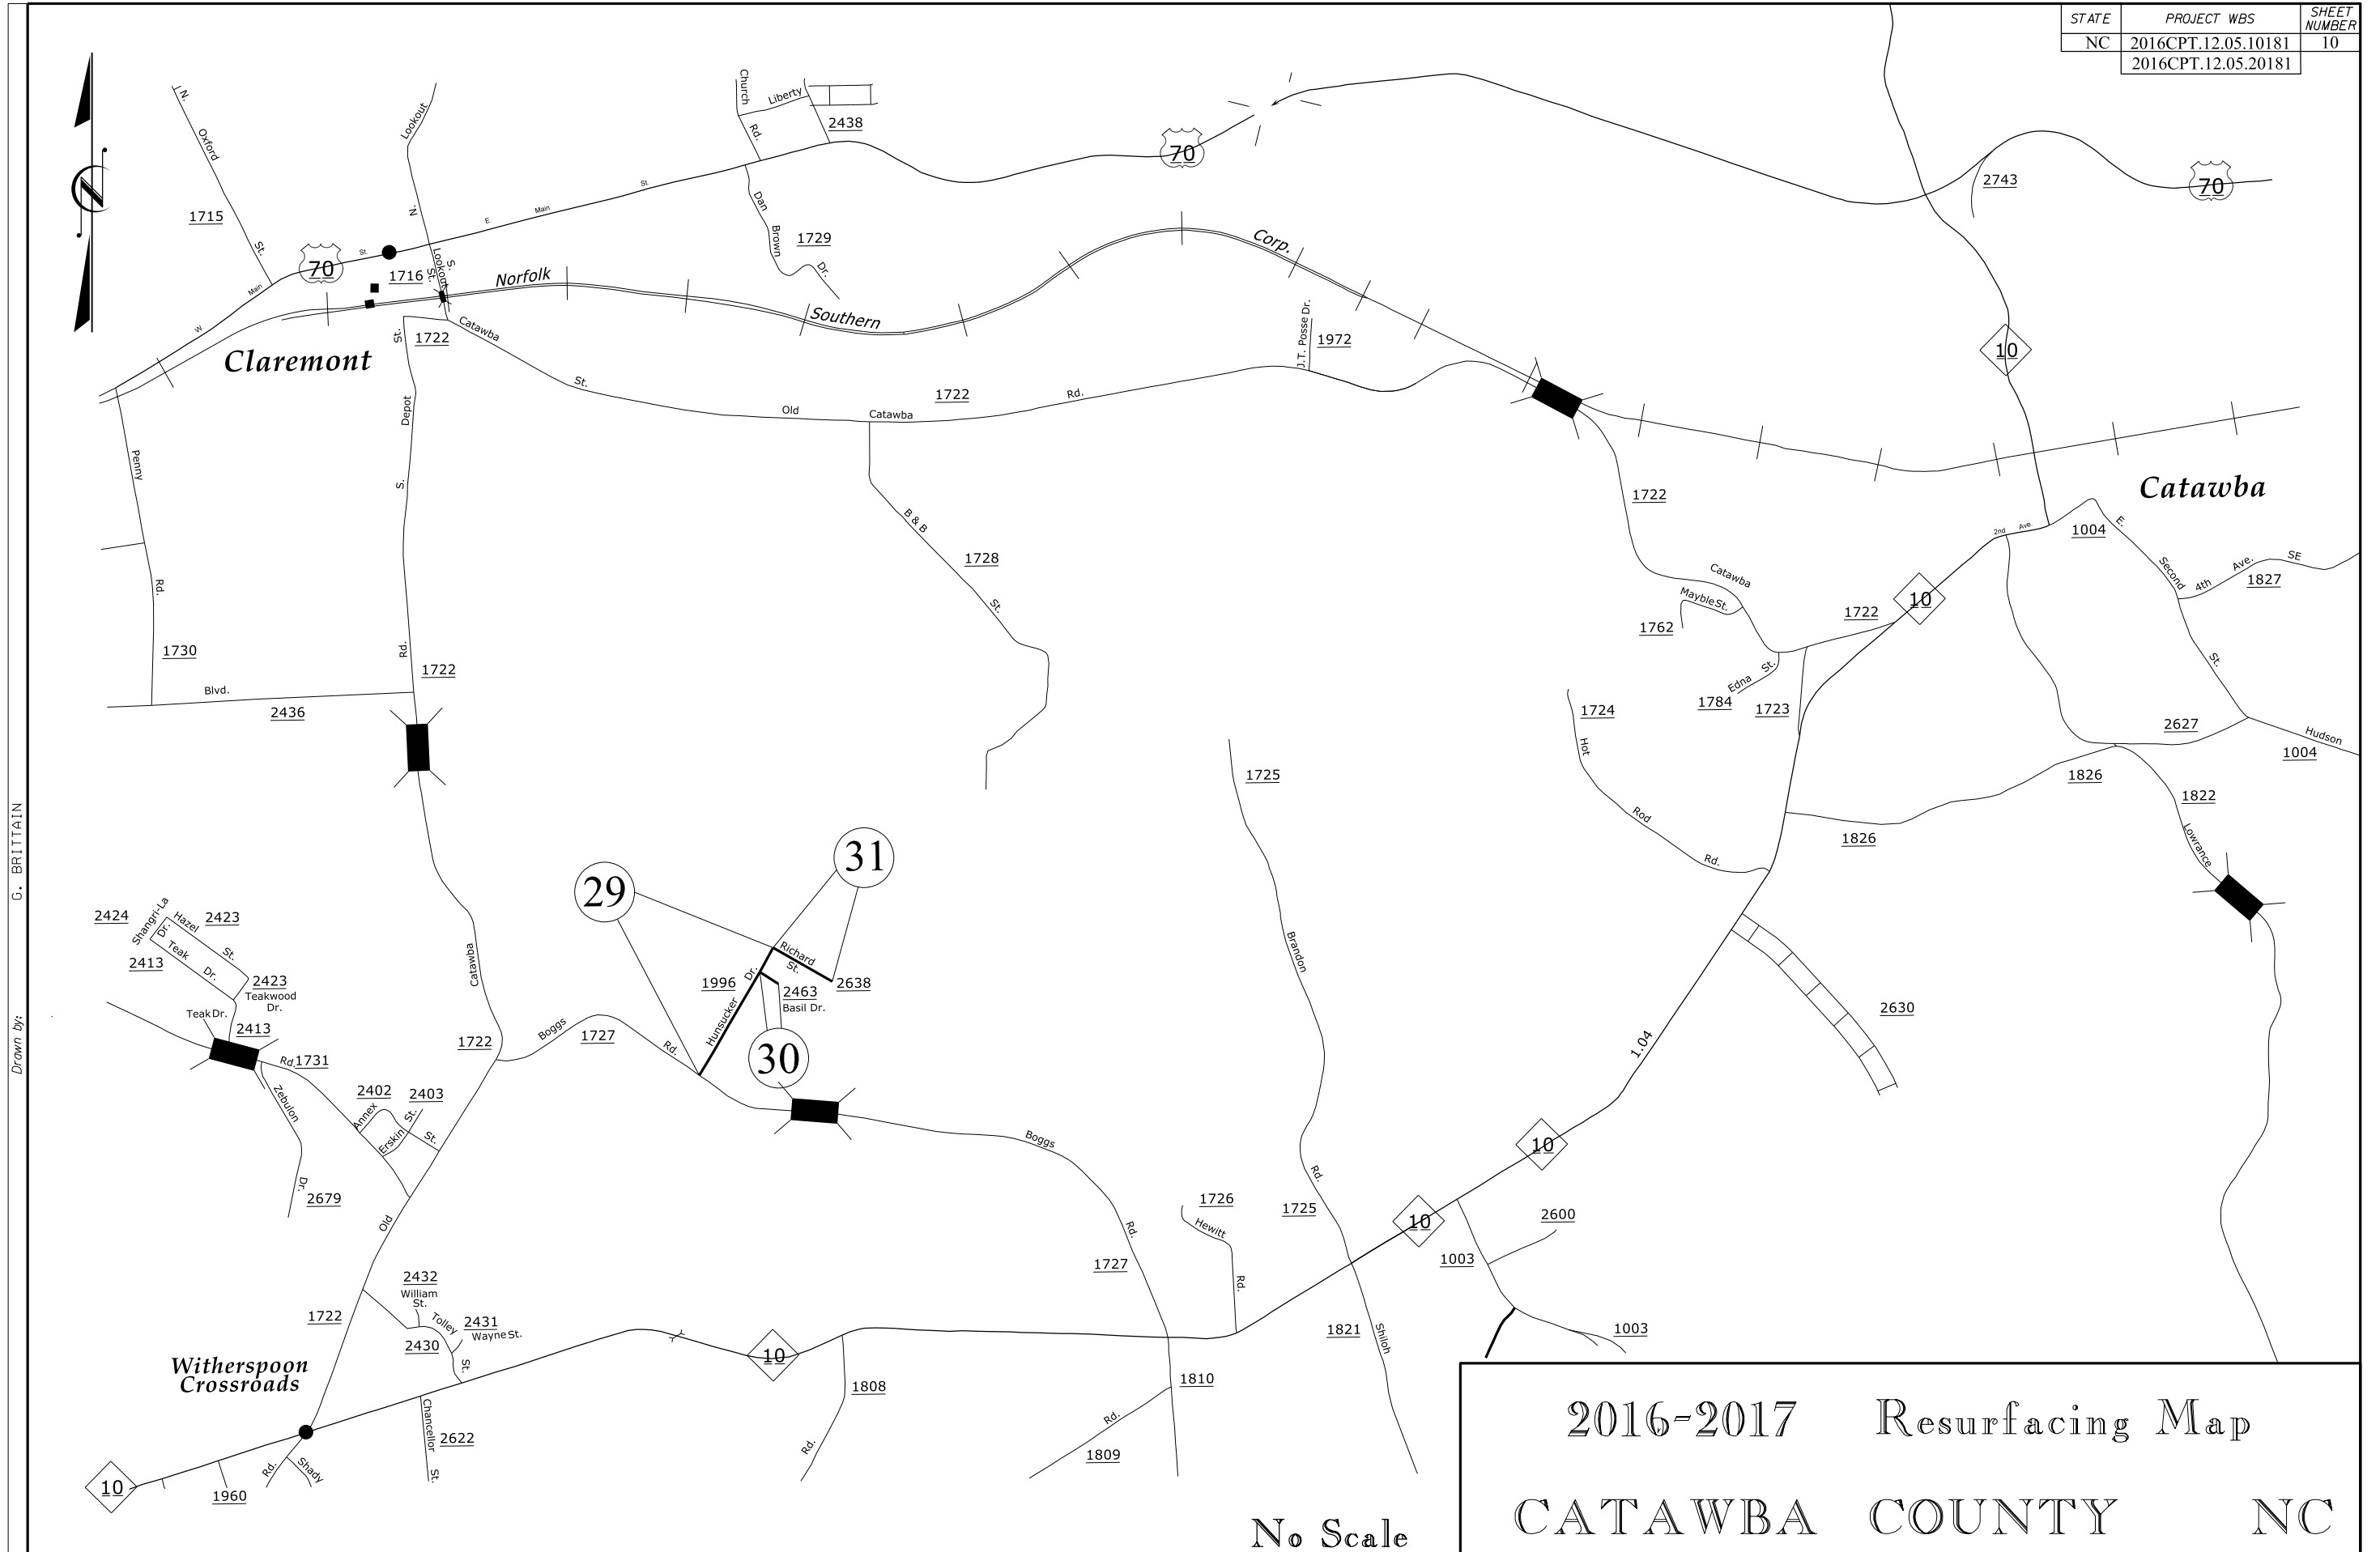 STATE PROJECT WBS SHEET NUMBER
NC 2016CPT.12.05.10181 10
2016CPT.12.05.20181
N. Oxford St.
1715
Lookout
N.
Church Rd.
Liberty
2438
70
70
2743
Dan Brown Dr.
1729
W. Main St.
70
E. Main St.
1716
S. Lookout St.
Norfolk Southern Corp.
Claremont
1722
Catawba St.
J.T. Posse Dr.
1972
10
Old Catawba Rd.
1722
S. Depot St.
Rd.
Penny Rd.
1730
1722
Blvd.
2436
B & B St.
1728
1722
Catawba
Catawba
2nd Ave.
1004
E. Second St.
4th Ave. SE
1827
10
Mayble St.
1762
1722
Edna St.
1784
1723
2627
Hudson
1004
1724
Hot Rod Rd.
1725
1826
1826
1822
Lowrance
31
29
30
Richard St.
2638
1996
Hunsucker Dr.
2463
Basil Dr.
2424
Shangri-La Dr.
Hazel St.
2423
Teak Dr.
2413
2423
Teakwood Dr.
Teak Dr.
2413
Rd.
1731
Zebulon Dr.
2679
2402
2403
Annex St.
Erskin St.
Catawba
1722
Boggs Rd.
1727
Old
Brandon Rd.
1725
2630
1.04
Boggs Rd.
1727
10
10
1726
Hewitt Rd.
2600
1003
1003
1821
Shiloh
2432
William St.
2431
Wayne St.
Tolley St.
2430
1722
Witherspoon Crossroads
10
10
1960
Rd.
Shady
Chancellor St.
2622
1808
Rd.
1810
Rd.
1809
No Scale
2016-2017 Resurfacing Map
CATAWBA COUNTY NC
Drawn by: G. BRITTAIN